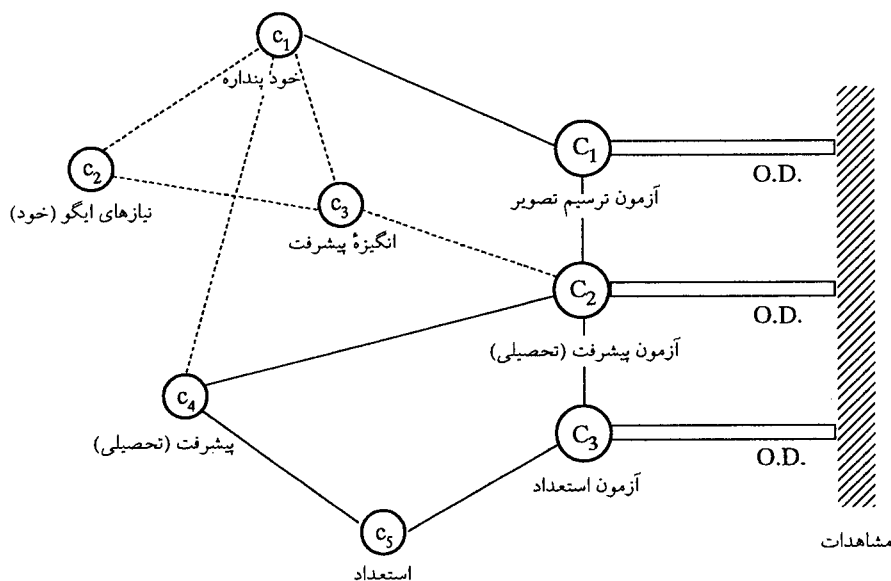 c₁
خود پنداره
c₂
نیازهای ایگو (خود)
c₃
انگیزهٔ پیشرفت
C₁
O.D.
آزمون ترسیم تصویر
C₂
O.D.
آزمون پیشرفت (تحصیلی)
c₄
پیشرفت (تحصیلی)
C₃
O.D.
آزمون استعداد
c₅
استعداد
مشاهدات